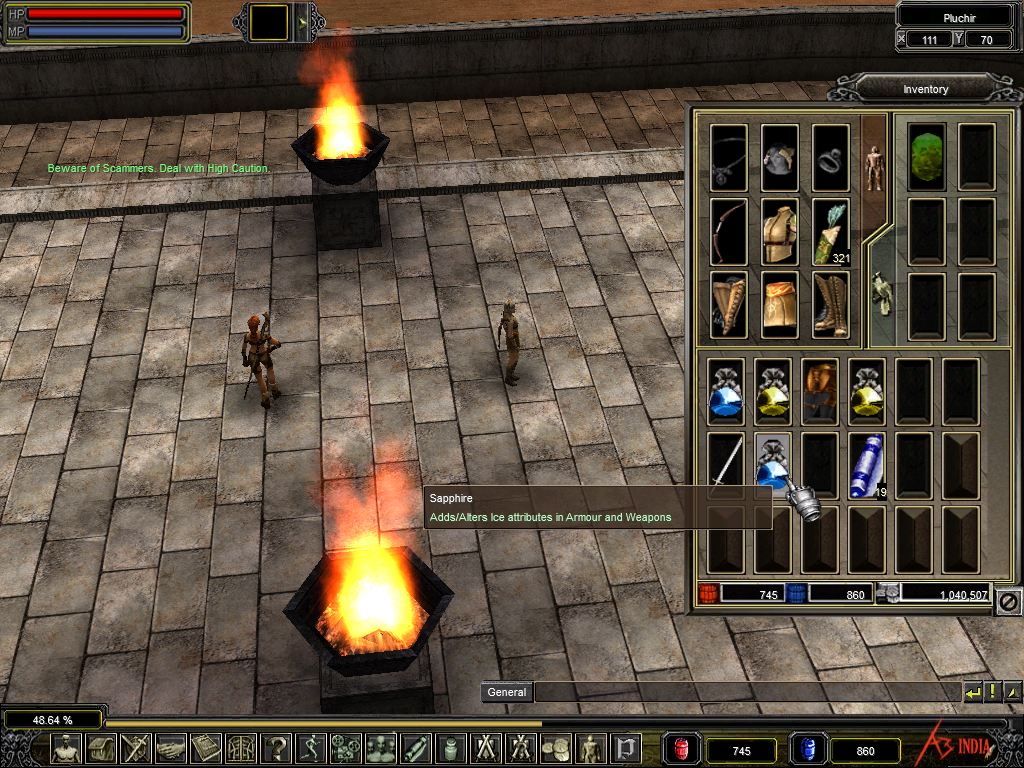 HP
MP
Pluchir
X 111 Y 70
Inventory
Beware of Scammers. Deal with High Caution.
321
19
Sapphire
Adds/Alters Ice attributes in Armour and Weapons
745 860 1,040,507
General
48.64 %
745 860
A3 INDIA